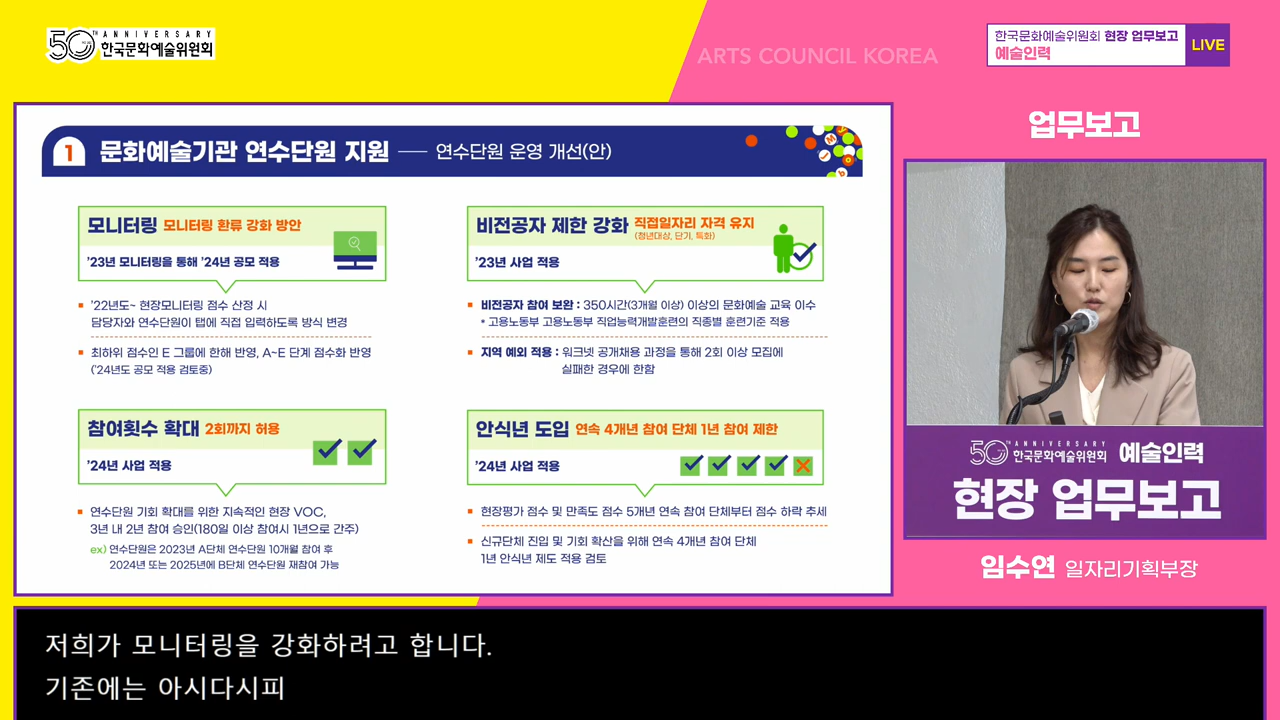 50TH ANNIVERSARY
한국문화예술위원회
ARTS COUNCIL KOREA
한국문화예술위원회 현장 업무보고
예술인력
LIVE
1 문화예술기관 연수단원 지원 — 연수단원 운영 개선(안)
모니터링 모니터링 환류 강화 방안
'23년 모니터링을 통해 '24년 공모 적용
'22년도~ 현장모니터링 점수 산정 시
담당자와 연수단원이 탭에 직접 입력하도록 방식 변경
최하위 점수인 E 그룹에 한해 반영, A~E 단계 점수화 반영
('24년도 공모 적용 검토중)
비전공자 제한 강화 직접일자리 자격 유지
(청년대상, 단기, 특화)
'23년 사업 적용
비전공자 참여 보완 : 350시간(3개월 이상) 이상의 문화예술 교육 이수
* 고용노동부 고용노동부 직업능력개발훈련의 직종별 훈련기준 적용
지역 예외 적용 : 워크넷 공개채용 과정을 통해 2회 이상 모집에
실패한 경우에 한함
참여횟수 확대 2회까지 허용
'24년 사업 적용
연수단원 기회 확대를 위한 지속적인 현장 VOC,
3년 내 2년 참여 승인(180일 이상 참여시 1년으로 간주)
ex) 연수단원은 2023년 A단체 연수단원 10개월 참여 후
2024년 또는 2025년에 B단체 연수단원 재참여 가능
안식년 도입 연속 4개년 참여 단체 1년 참여 제한
'24년 사업 적용
현장평가 점수 및 만족도 점수 5개년 연속 참여 단체부터 점수 하락 추세
신규단체 진입 및 기회 확산을 위해 연속 4개년 참여 단체
1년 안식년 제도 적용 검토
업무보고
50TH ANNIVERSARY
한국문화예술위원회 예술인력
현장 업무보고
임수연 일자리기획부장
저희가 모니터링을 강화하려고 합니다.
기존에는 아시다시피